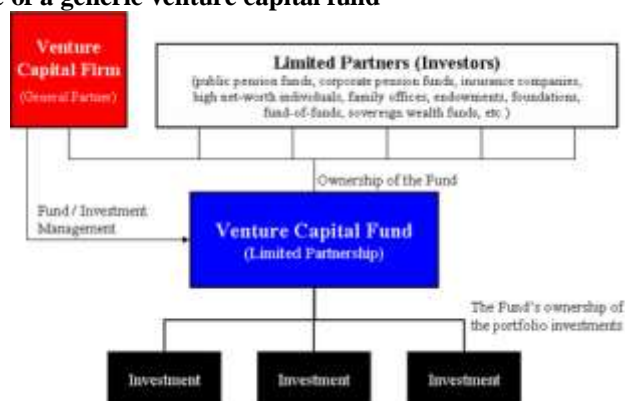 e of a generic venture capital fund
Venture
Capital Firm
(General Partner)
Limited Partners (Investors)
(public pension funds, corporate pension funds, insurance companies,
high net-worth individuals, family offices, endowments, foundations,
fund-of-funds, sovereign wealth funds, etc.)
Ownership of the Fund
Fund / Investment
Management
Venture Capital Fund
(Limited Partnership)
The Fund's ownership of
the portfolio investments
Investment
Investment
Investment